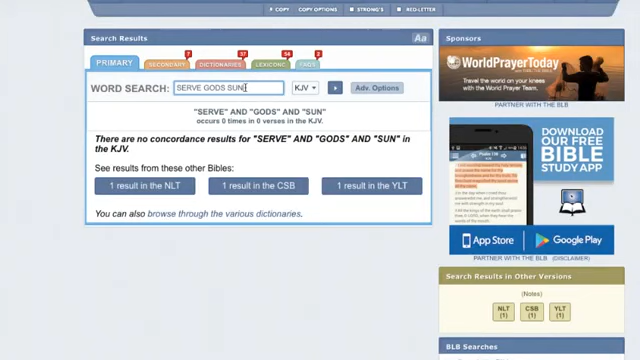 COPY COPY OPTIONS STRONG'S RED-LETTER
Search Results Aa
7 37 54 2
PRIMARY SECONDARY DICTIONARIES LEXICONC FAQS
WORD SEARCH: SERVE GODS SUN KJV Adv. Options
"SERVE" AND "GODS" AND "SUN"
occurs 0 times in 0 verses in the KJV.
There are no concordance results for "SERVE" AND "GODS" AND "SUN" in
the KJV.
See results from these other Bibles:
1 result in the NLT 1 result in the CSB 1 result in the YLT
You can also browse through the various dictionaries.
Sponsors
WorldPrayerToday
Travel the world on your knees
with the World Prayer Team.
PARTNER WITH THE BLB
DOWNLOAD
OUR FREE
BIBLE
STUDY APP
App Store Google Play
PARTNER WITH THE BLB (DISCLAIMER)
Search Results in Other Versions
(Notes)
NLT CSB YLT
(1) (1) (1)
BLB Searches